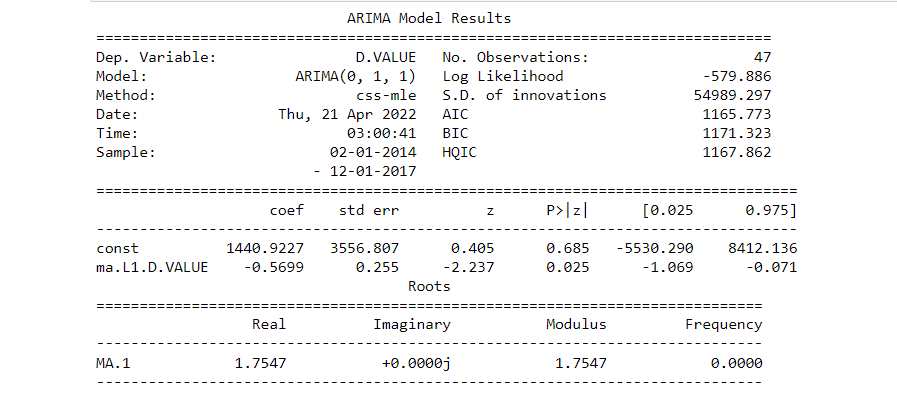 ARIMA Model Results
==============================================================================
Dep. Variable: D.VALUE No. Observations: 47
Model: ARIMA(0, 1, 1) Log Likelihood -579.886
Method: css-mle S.D. of innovations 54989.297
Date: Thu, 21 Apr 2022 AIC 1165.773
Time: 03:00:41 BIC 1171.323
Sample: 02-01-2014 HQIC 1167.862
- 12-01-2017
=================================================================================
coef std err z P>|z| [0.025 0.975]
---------------------------------------------------------------------------------
const 1440.9227 3556.807 0.405 0.685 -5530.290 8412.136
ma.L1.D.VALUE -0.5699 0.255 -2.237 0.025 -1.069 -0.071
Roots
=============================================================================
Real Imaginary Modulus Frequency
-----------------------------------------------------------------------------
MA.1 1.7547 +0.0000j 1.7547 0.0000
-----------------------------------------------------------------------------